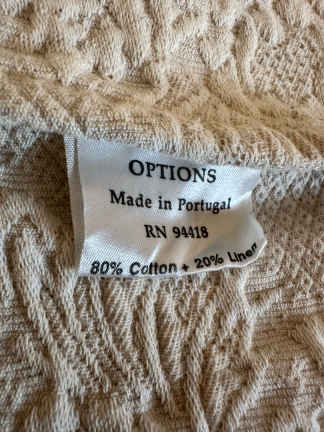 OPTIONS
Made in Portugal
RN 94418
80% Cotton + 20% Linen